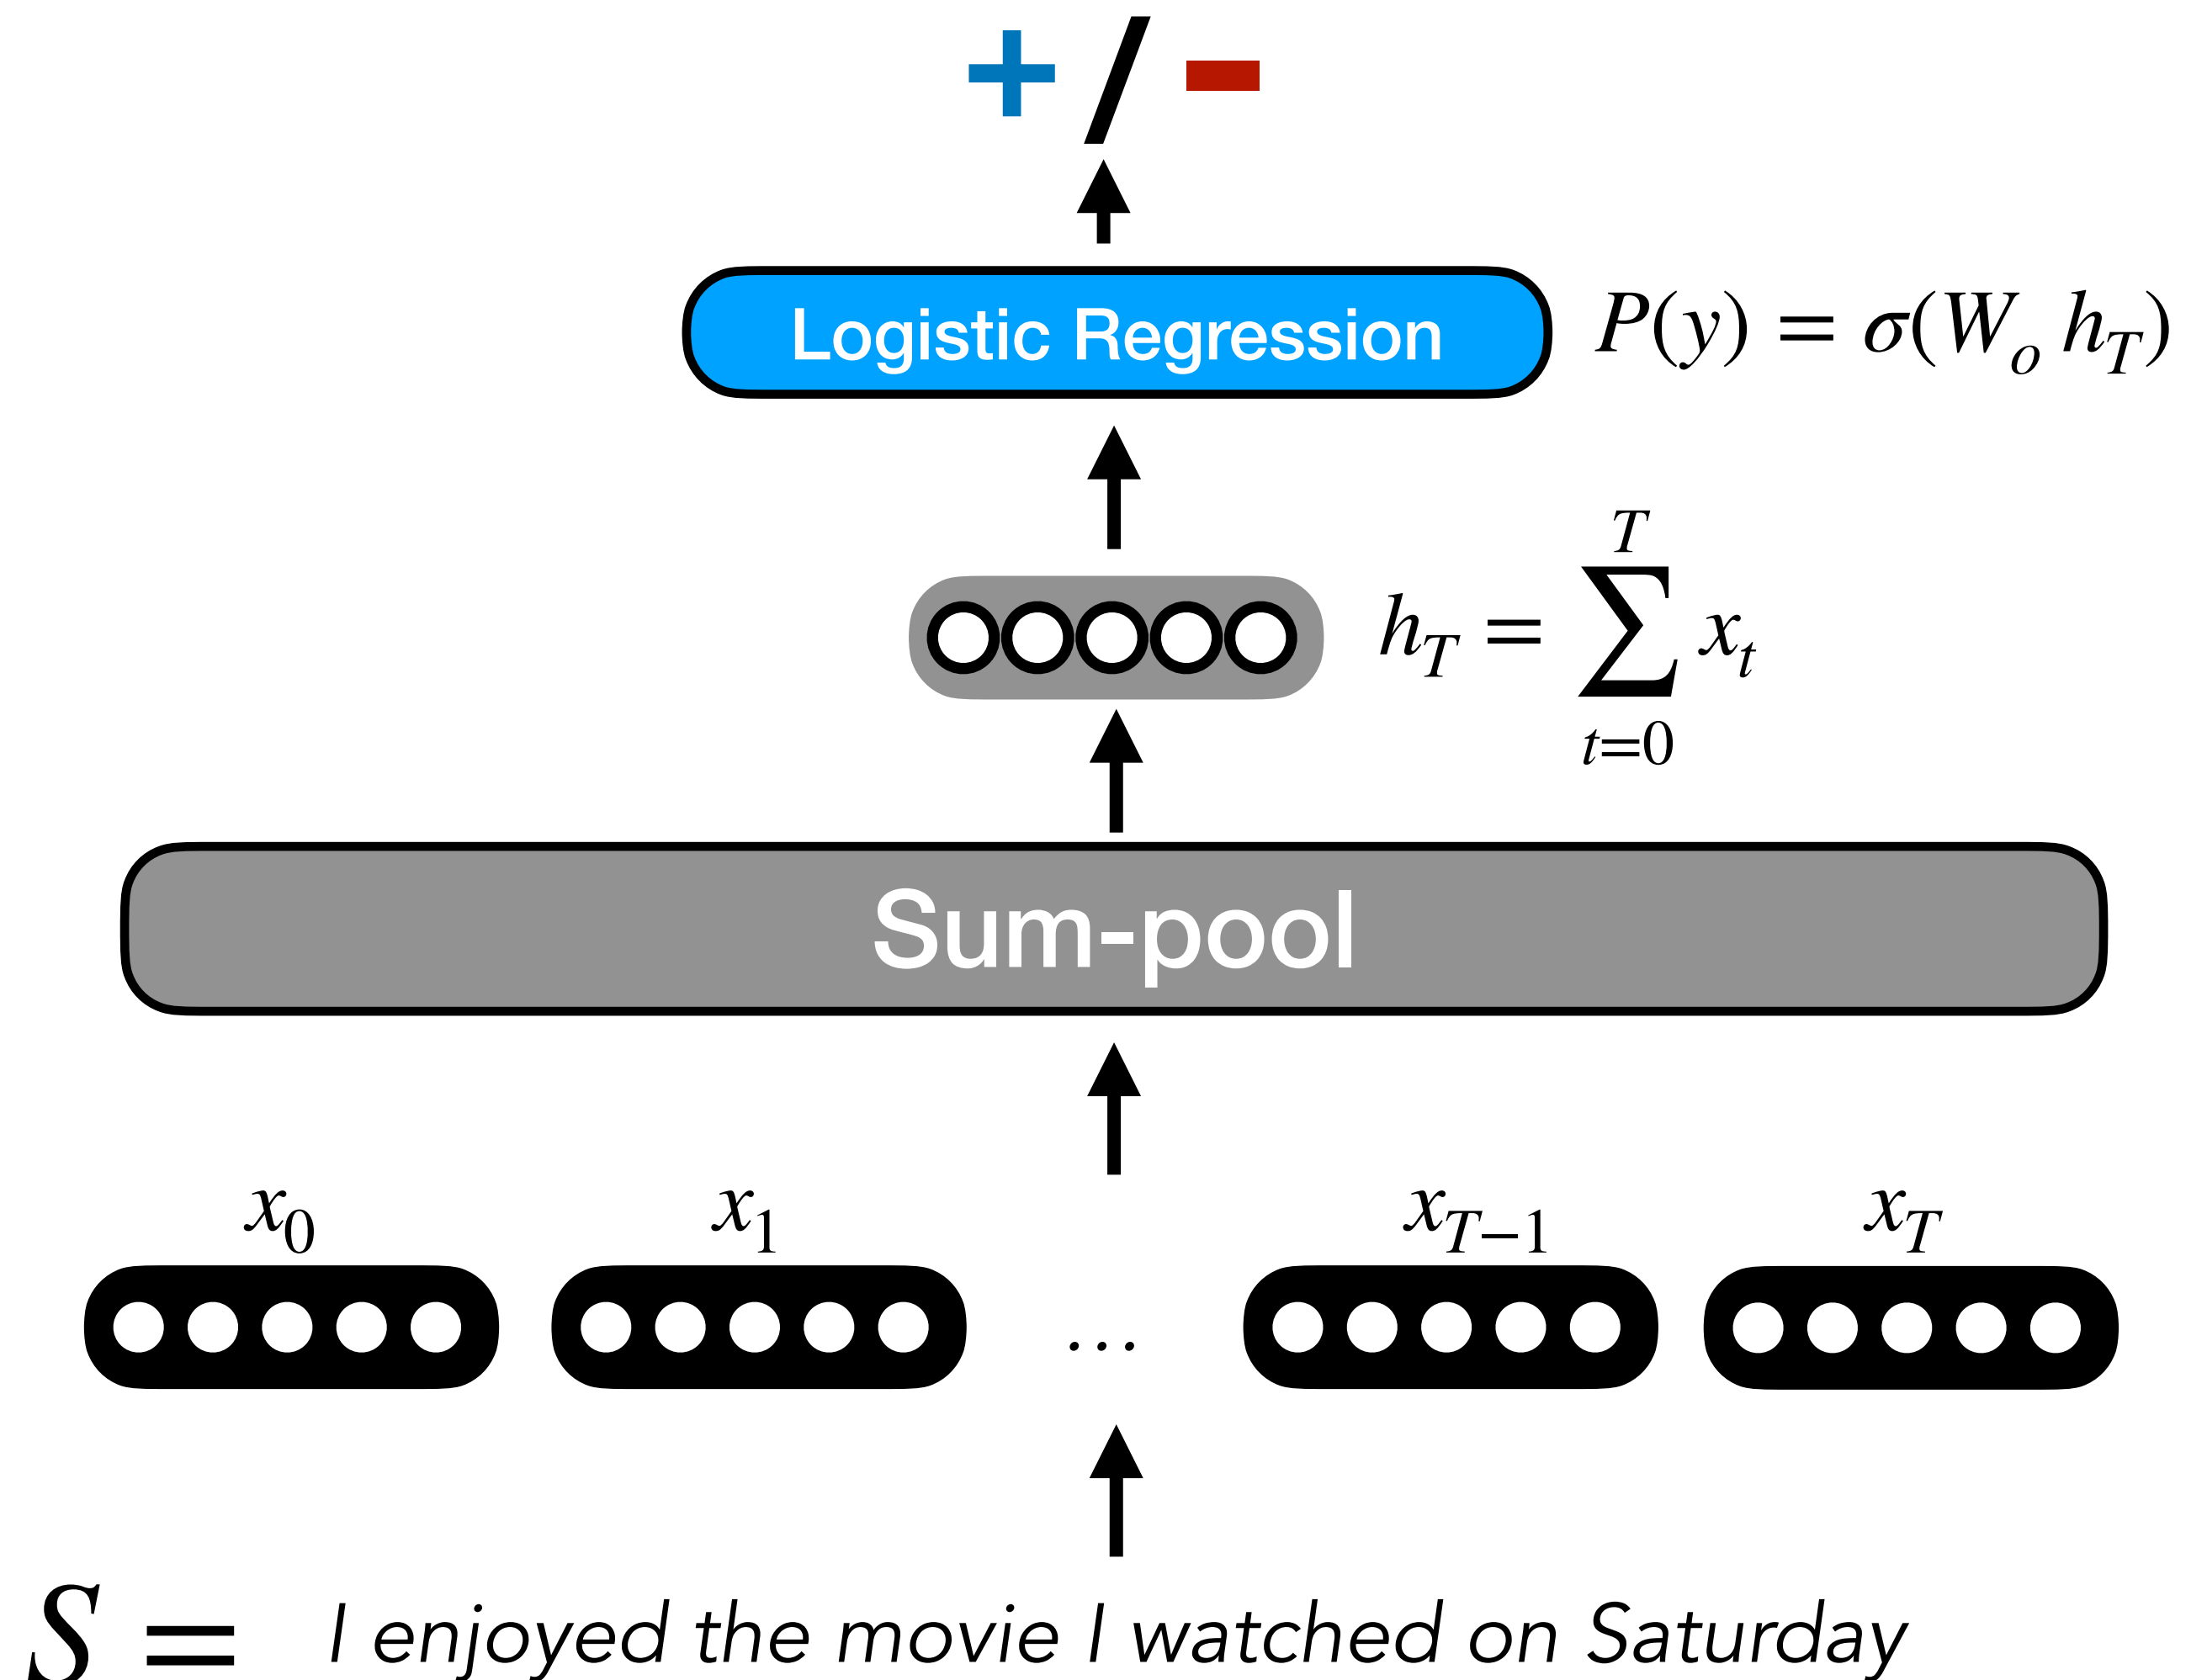 + / -
Logistic Regression
P(y) = σ(W_o h_T)
h_T = ∑_{t=0}^{T} x_t
Sum-pool
x_0 x_1 x_{T−1} x_T
...
S = I enjoyed the movie I watched on Saturday